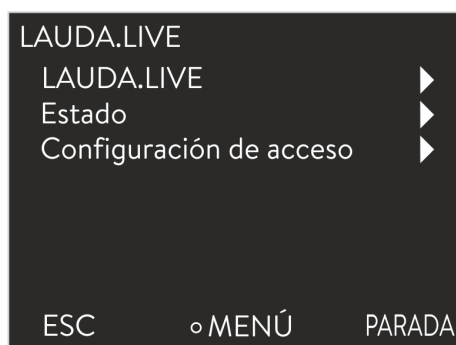 LAUDA.LIVE
LAUDA.LIVE
Estado
Configuración de acceso
ESC MENÚ PARADA